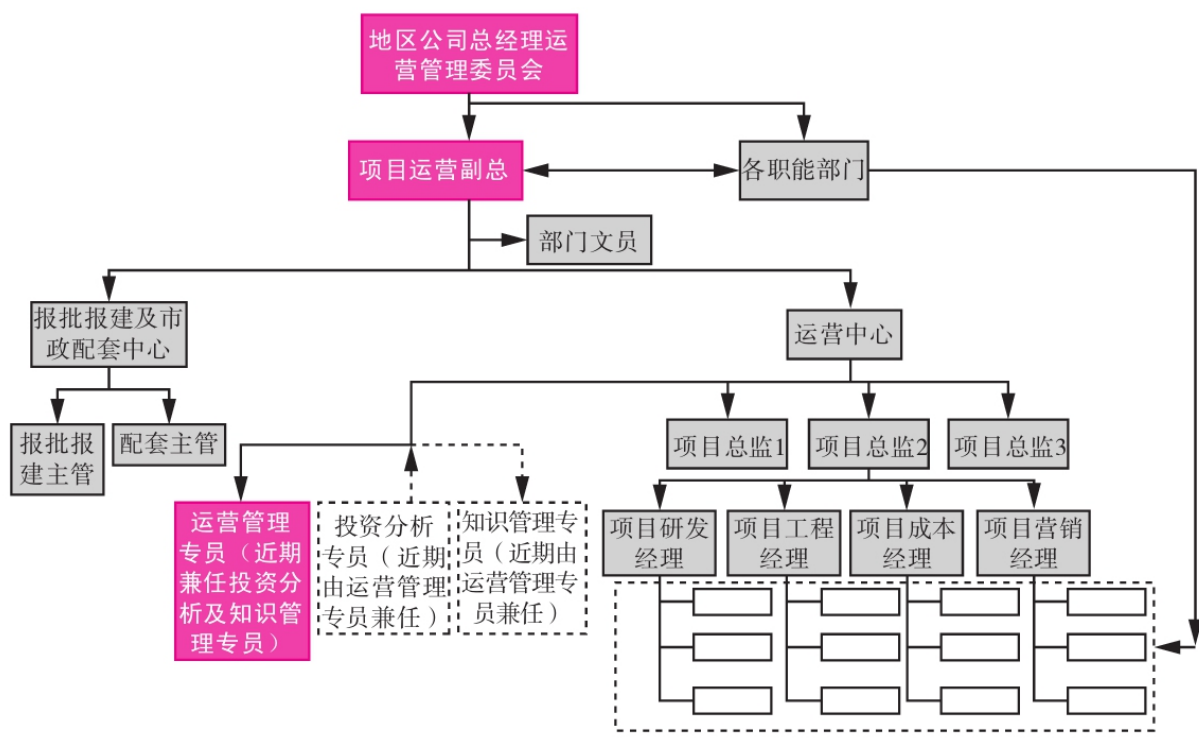 地区公司总经理运
营管理委员会
项目运营副总
各职能部门
部门文员
报批报建及市
政配套中心
运营中心
报批报
建主管
配套主管
项目总监1
项目总监2
项目总监3
运营管理
专员（近期
兼任投资分
析及知识管
理专员）
投资分析
专员（近期
由运营管理
专员兼任）
知识管理专
员（近期由
运营管理专
员兼任）
项目研发
经理
项目工程
经理
项目成本
经理
项目营销
经理